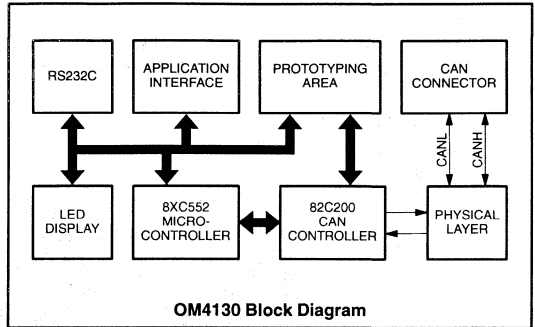 RS232C
APPLICATION
INTERFACE
PROTOTYPING
AREA
CAN
CONNECTOR
CANL
CANH
LED
DISPLAY
8XC552
MICRO-
CONTROLLER
82C200
CAN
CONTROLLER
PHYSICAL
LAYER
OM4130 Block Diagram